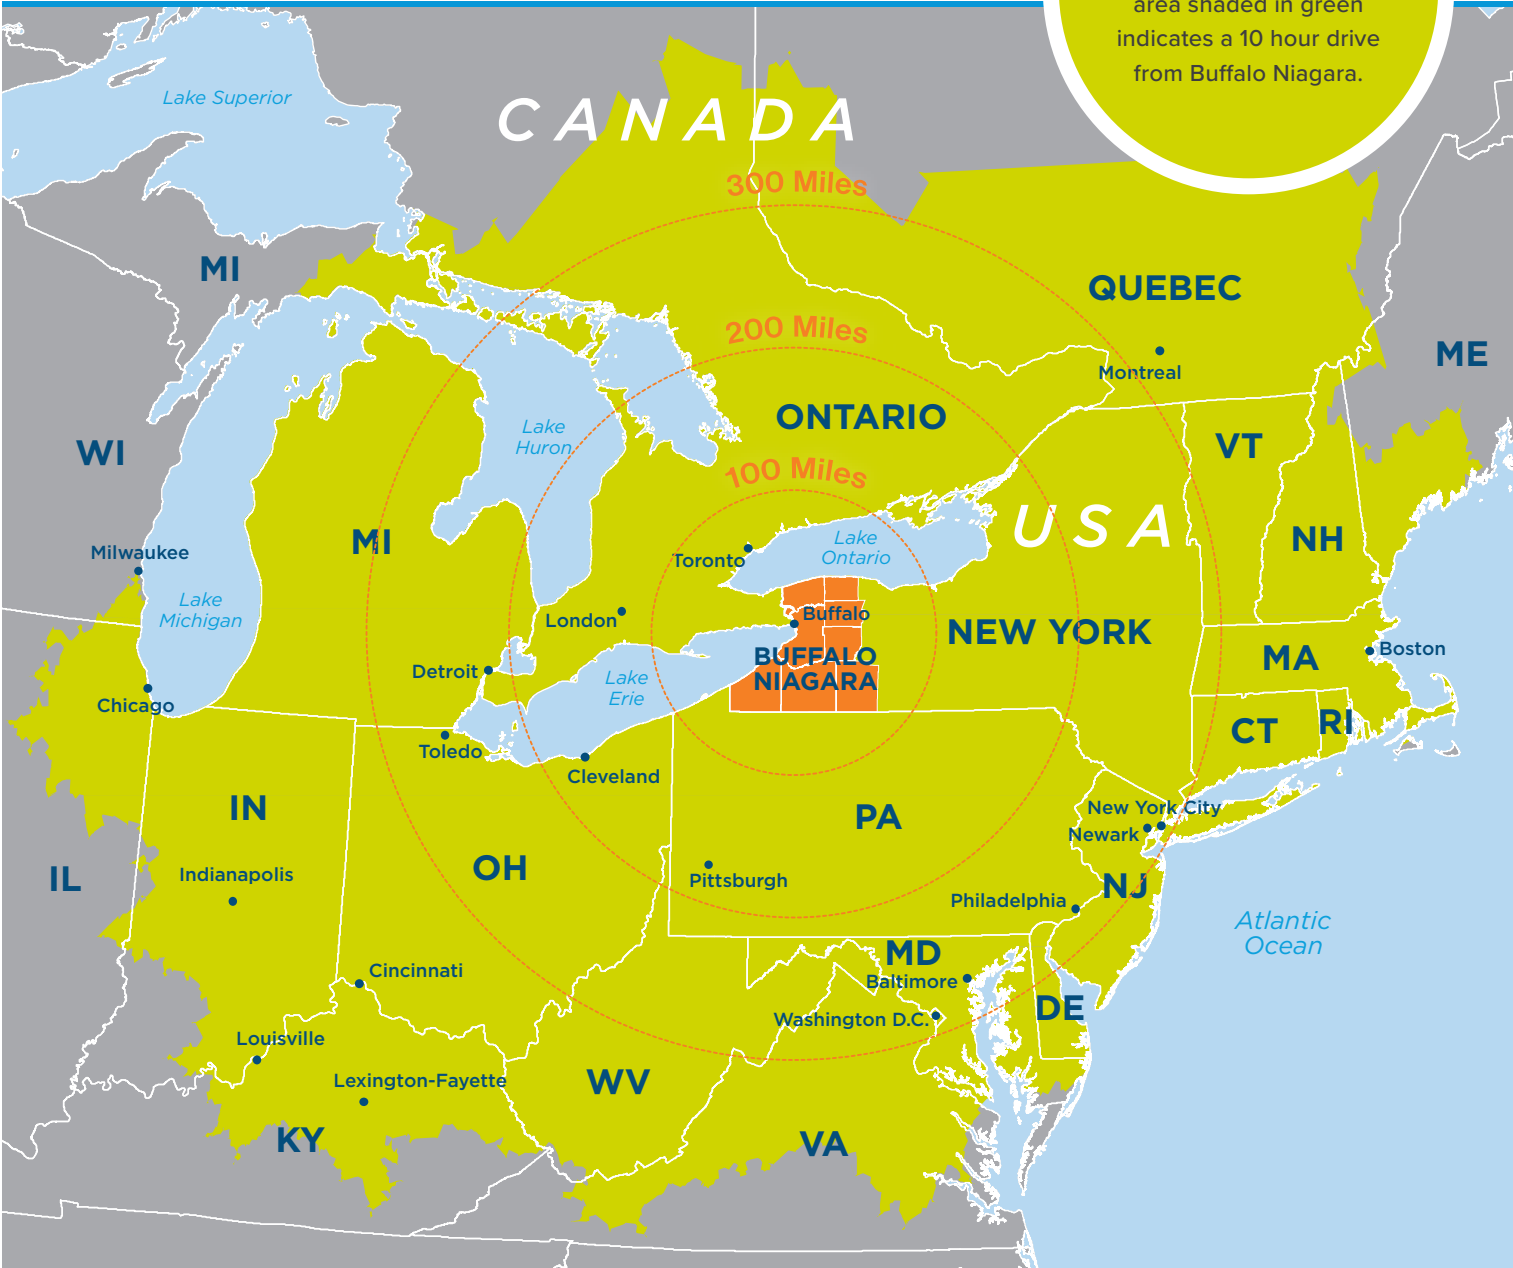 area shaded in green
indicates a 10 hour drive
from Buffalo Niagara.
Lake Superior
CANADA
300 Miles
MI
QUEBEC
200 Miles
Montreal
ME
ONTARIO
Lake
Huron
VT
WI
100 Miles
USA
MI
NH
Milwaukee
Toronto
Lake
Ontario
Lake
Michigan
London
Buffalo
NEW YORK
BUFFALO
NIAGARA
MA
Boston
Detroit
Lake
Erie
Chicago
CT
RI
Toledo
Cleveland
IN
PA
New York City
Newark
OH
IL
Indianapolis
Pittsburgh
NJ
Philadelphia
Atlantic
Ocean
MD
Cincinnati
Baltimore
DE
Washington D.C.
Louisville
Lexington-Fayette
WV
KY
VA